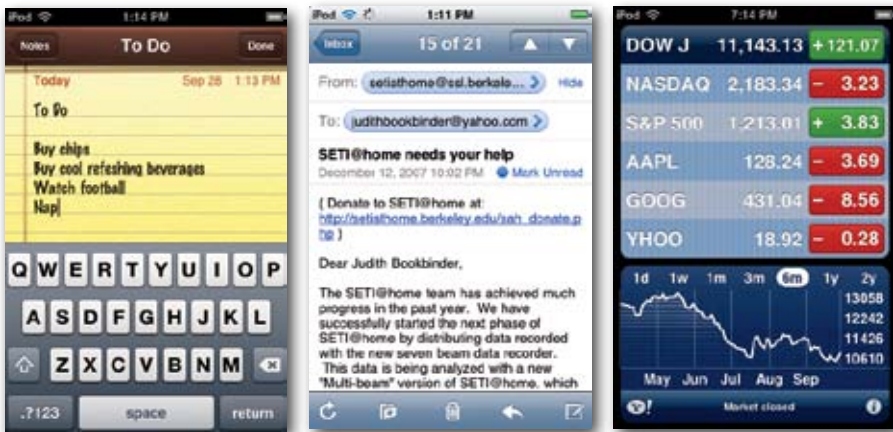 iPod 1:14 PM
Notes To Do Done
Today Sep 28 1:13 PM
To Do
Buy chips
Buy cool refeshing beverages
Watch football
Nap
Q W E R T Y U I O P
A S D F G H J K L
Z X C V B N M
.?123 space return
iPod 1:11 PM
Inbox 15 of 21
From: setiathome@ssl.berkele... Hide
To: judithbookbinder@yahoo.com
SETI@home needs your help
December 12, 2007 10:02 PM Mark Unread
( Donate to SETI@home at:
http://setiathome.berkeley.edu/sah_donate.p
hp )
Dear Judith Bookbinder,
The SETI@home team has achieved much
progress in the past year. We have
successfully started the next phase of
SETI@home by distributing data recorded
with the new seven beam data recorder.
This data is being analyzed with a new
"Multi-beam" version of SETI@home, which
iPod 7:14 PM
DOW J 11,143.13 + 121.07
NASDAQ 2,183.34 – 3.23
S&P 500 1,213.01 + 3.83
AAPL 128.24 – 3.69
GOOG 431.04 – 8.56
YHOO 18.92 – 0.28
1d 1w 1m 3m 6m 1y 2y
13058
12242
11426
10610
May Jun Jul Aug Sep
Y! Market closed i